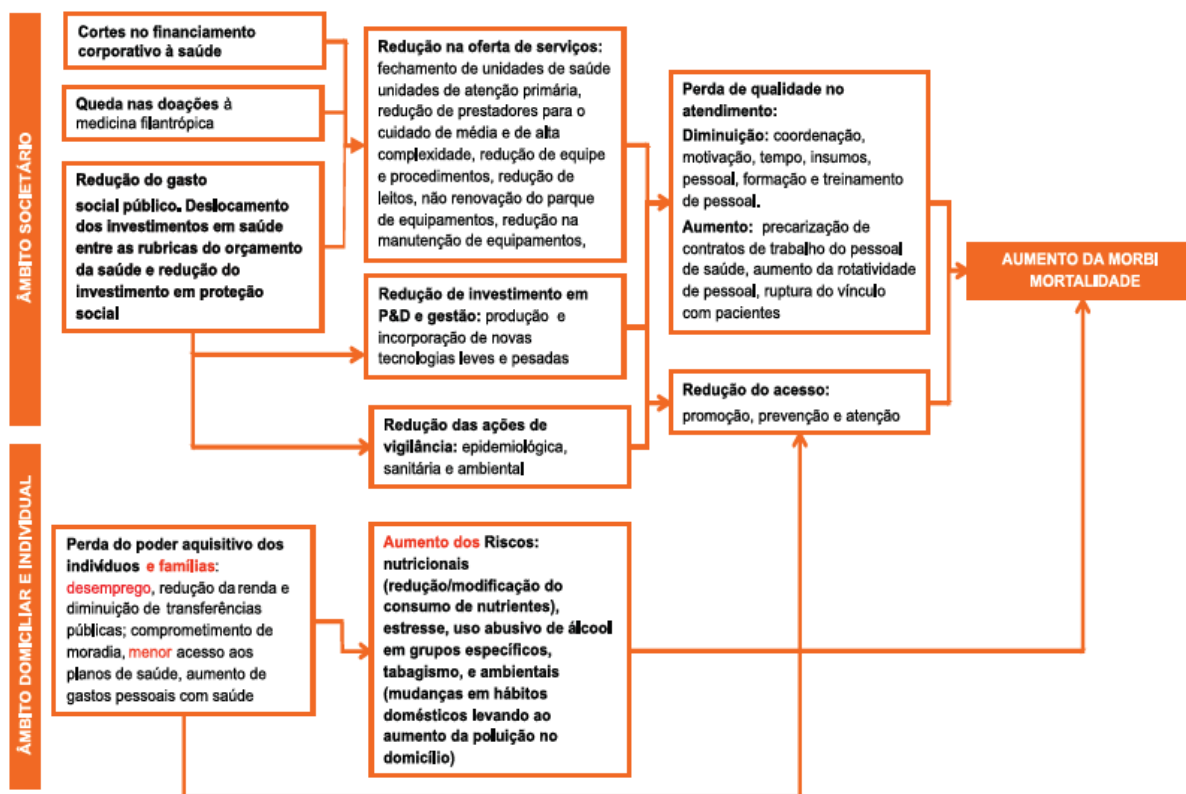 ÂMBITO SOCIETÁRIO
Cortes no financiamento
corporativo à saúde
Queda nas doações à
medicina filantrópica
Redução do gasto
social público. Deslocamento
dos investimentos em saúde
entre as rubricas do orçamento
da saúde e redução do
investimento em proteção
social
Redução na oferta de serviços:
fechamento de unidades de saúde
unidades de atenção primária,
redução de prestadores para o
cuidado de média e de alta
complexidade, redução de equipe
e procedimentos, redução de
leitos, não renovação do parque
de equipamentos, redução na
manutenção de equipamentos,
Redução de investimento em
P&D e gestão: produção e
incorporação de novas
tecnologias leves e pesadas
Redução das ações de
vigilância: epidemiológica,
sanitária e ambiental
Perda de qualidade no
atendimento:
Diminuição: coordenação,
motivação, tempo, insumos,
pessoal, formação e treinamento
de pessoal.
Aumento: precarização de
contratos de trabalho do pessoal
de saúde, aumento da rotatividade
de pessoal, ruptura do vínculo
com pacientes
Redução do acesso:
promoção, prevenção e atenção
AUMENTO DA MORBI
MORTALIDADE
ÂMBITO DOMICILIAR E INDIVIDUAL
Perda do poder aquisitivo dos
indivíduos e famílias:
desemprego, redução da renda e
diminuição de transferências
públicas; comprometimento de
moradia, menor acesso aos
planos de saúde, aumento de
gastos pessoais com saúde
Aumento dos Riscos:
nutricionais
(redução/modificação do
consumo de nutrientes),
estresse, uso abusivo de álcool
em grupos específicos,
tabagismo, e ambientais
(mudanças em hábitos
domésticos levando ao
aumento da poluição no
domicílio)